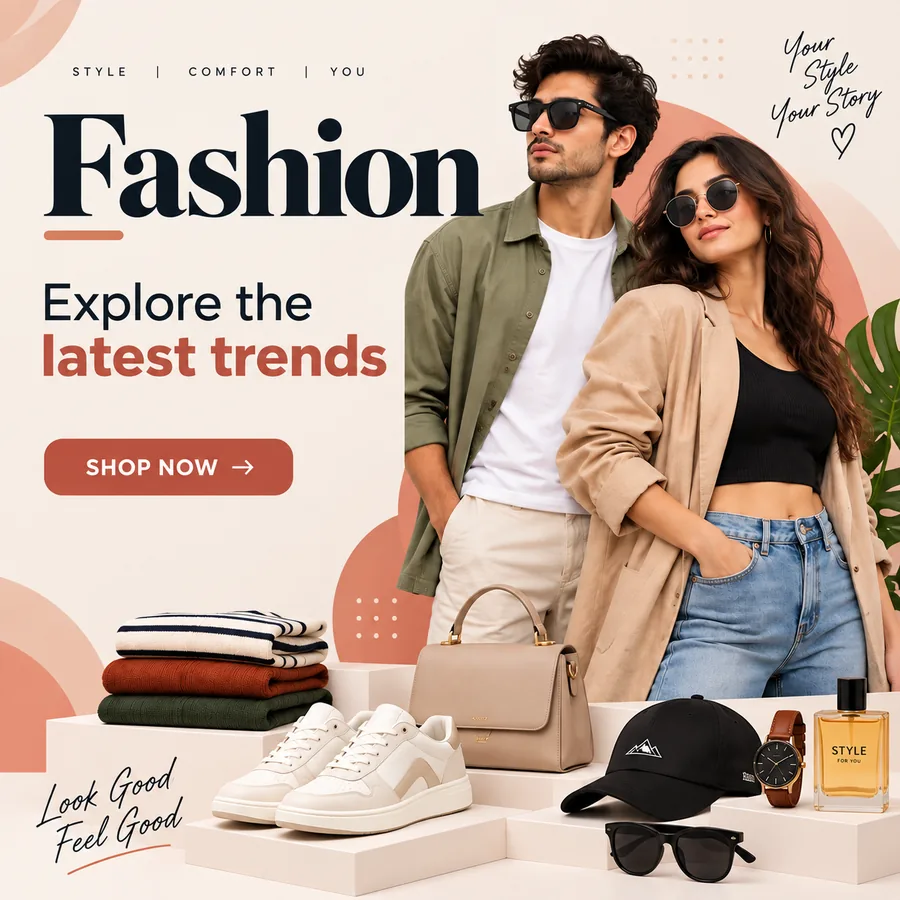 STYLE | COMFORT | YOU
Fashion
Explore the
latest trends
SHOP NOW →
Your
Style
Your Story
Look Good
Feel Good
STYLE
FOR YOU